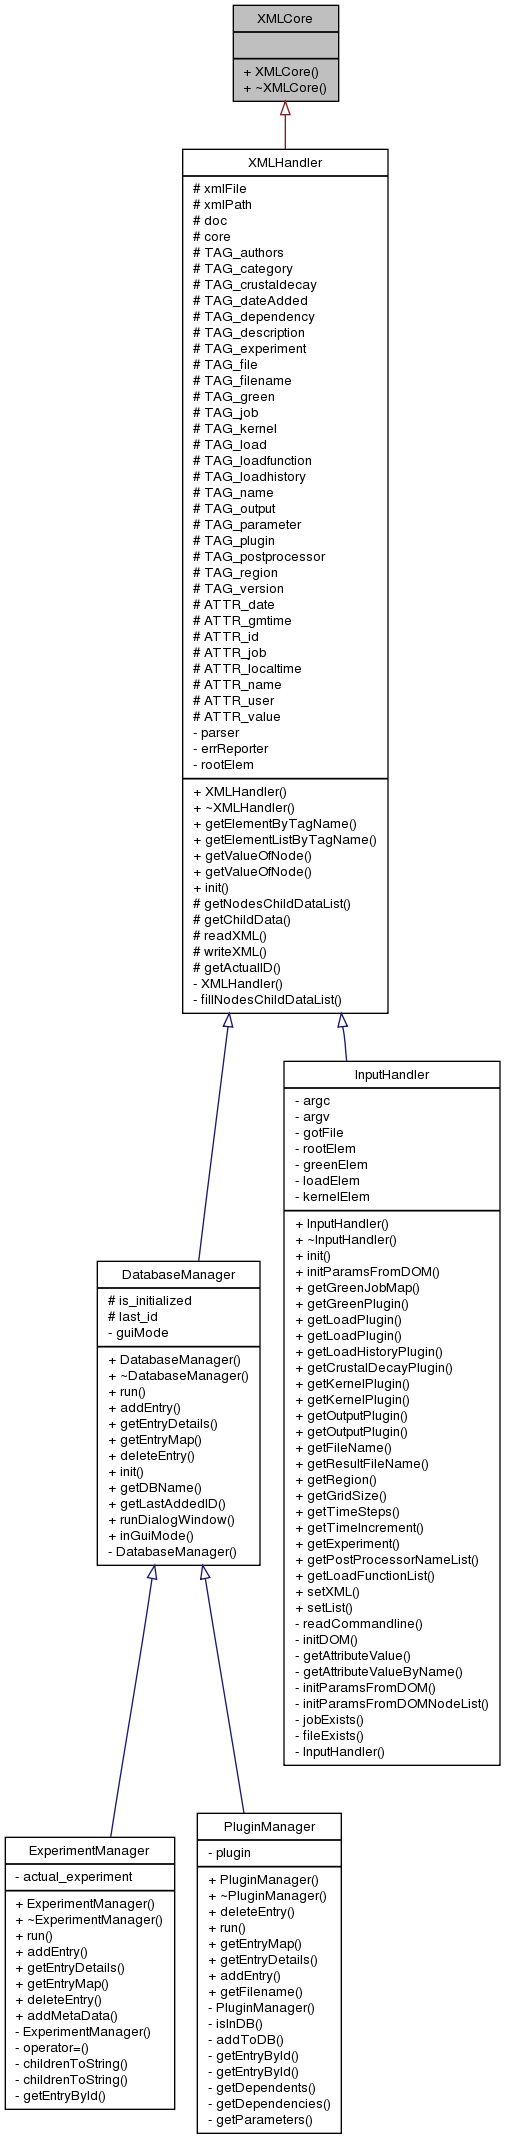 XMLCore
+ XMLCore()
+ ~XMLCore()
XMLHandler
# xmlFile
# xmlPath
# doc
# core
# TAG_authors
# TAG_category
# TAG_crustaldecay
# TAG_dateAdded
# TAG_dependency
# TAG_description
# TAG_experiment
# TAG_file
# TAG_filename
# TAG_green
# TAG_job
# TAG_kernel
# TAG_load
# TAG_loadfunction
# TAG_loadhistory
# TAG_name
# TAG_output
# TAG_parameter
# TAG_plugin
# TAG_postprocessor
# TAG_region
# TAG_version
# ATTR_date
# ATTR_gmtime
# ATTR_id
# ATTR_job
# ATTR_localtime
# ATTR_name
# ATTR_user
# ATTR_value
- parser
- errReporter
- rootElem
+ XMLHandler()
+ ~XMLHandler()
+ getElementByTagName()
+ getElementListByTagName()
+ getValueOfNode()
+ getValueOfNode()
+ init()
# getNodesChildDataList()
# getChildData()
# readXML()
# writeXML()
# getActualID()
- XMLHandler()
- fillNodesChildDataList()
InputHandler
- argc
- argv
- gotFile
- rootElem
- greenElem
- loadElem
- kernelElem
+ InputHandler()
+ ~InputHandler()
+ init()
+ initParamsFromDOM()
+ getGreenJobMap()
+ getGreenPlugin()
+ getLoadPlugin()
+ getLoadPlugin()
+ getLoadHistoryPlugin()
+ getCrustalDecayPlugin()
+ getKernelPlugin()
+ getKernelPlugin()
+ getOutputPlugin()
+ getOutputPlugin()
+ getFileName()
+ getResultFileName()
+ getRegion()
+ getGridSize()
+ getTimeSteps()
+ getTimeIncrement()
+ getExperiment()
+ getPostProcessorNameList()
+ getLoadFunctionList()
+ setXML()
+ setList()
- readCommandline()
- initDOM()
- getAttributeValue()
- getAttributeValueByName()
- initParamsFromDOM()
- initParamsFromDOMNodeList()
- jobExists()
- fileExists()
- InputHandler()
DatabaseManager
# is_initialized
# last_id
- guiMode
+ DatabaseManager()
+ ~DatabaseManager()
+ run()
+ addEntry()
+ getEntryDetails()
+ getEntryMap()
+ deleteEntry()
+ init()
+ getDBName()
+ getLastAddedID()
+ runDialogWindow()
+ inGuiMode()
- DatabaseManager()
ExperimentManager
- actual_experiment
+ ExperimentManager()
+ ~ExperimentManager()
+ run()
+ addEntry()
+ getEntryDetails()
+ getEntryMap()
+ deleteEntry()
+ addMetaData()
- ExperimentManager()
- operator=()
- childrenToString()
- childrenToString()
- getEntryById()
PluginManager
- plugin
+ PluginManager()
+ ~PluginManager()
+ deleteEntry()
+ run()
+ getEntryMap()
+ getEntryDetails()
+ addEntry()
+ getFilename()
- PluginManager()
- isInDB()
- addToDB()
- getEntryById()
- getEntryById()
- getDependents()
- getDependencies()
- getParameters()